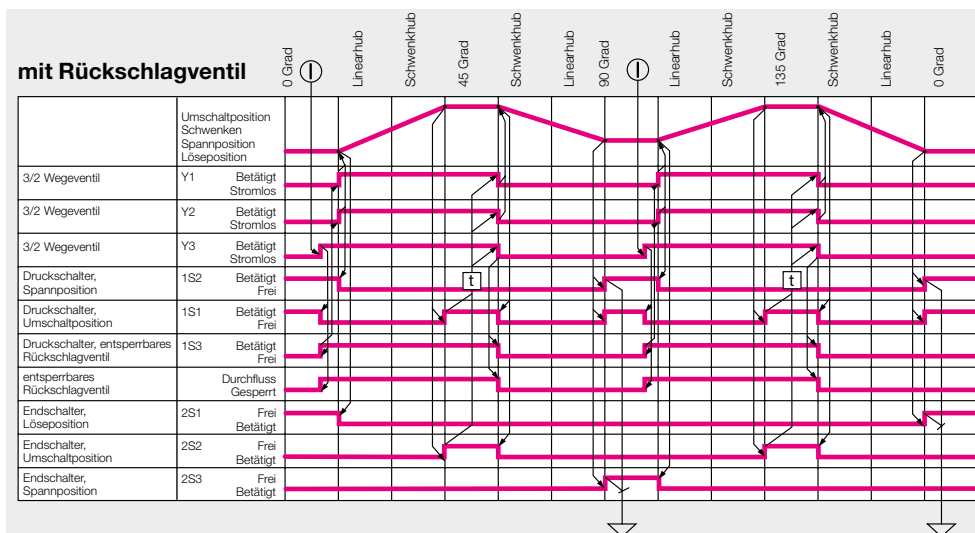 mit Rückschlagventil
0 Grad
Linearhub
Schwenkhub
45 Grad
Schwenkhub
Linearhub
90 Grad
Linearhub
Schwenkhub
135 Grad
Schwenkhub
Linearhub
0 Grad
Umschaltposition
Schwenken
Spannposition
Löseposition
3/2 Wegeventil Y1 Betätigt
Stromlos
3/2 Wegeventil Y2 Betätigt
Stromlos
3/2 Wegeventil Y3 Betätigt
Stromlos
Druckschalter, 1S2 Betätigt
Spannposition Frei
t
t
Druckschalter, 1S1 Betätigt
Umschaltposition Frei
Druckschalter, entsperrbares 1S3 Betätigt
Rückschlagventil Frei
entsperrbares Durchfluss
Rückschlagventil Gesperrt
Endschalter, 2S1 Frei
Löseposition Betätigt
Endschalter, 2S2 Frei
Umschaltposition Betätigt
Endschalter, 2S3 Frei
Spannposition Betätigt